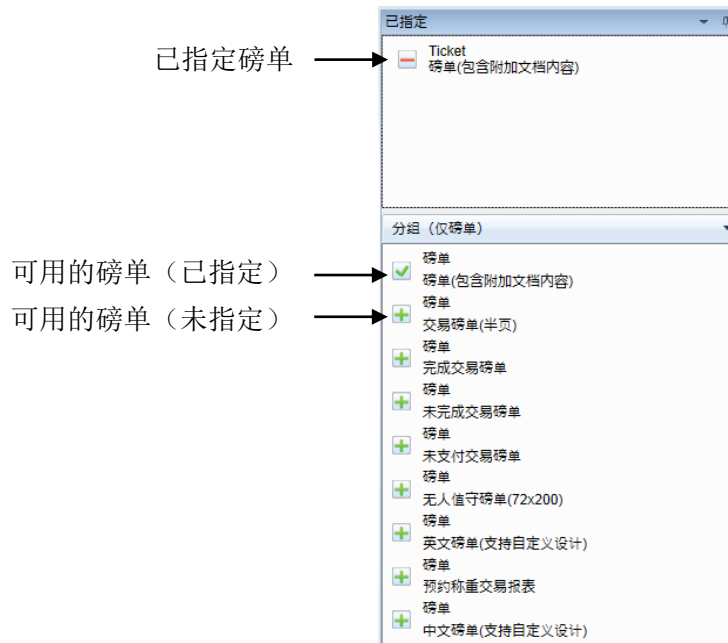 已指定
已指定磅单
Ticket
磅单(包含附加文档内容)
分组（仅磅单）
可用的磅单（已指定）
磅单
磅单(包含附加文档内容)
可用的磅单（未指定）
磅单
交易磅单(半页)
磅单
完成交易磅单
磅单
未完成交易磅单
磅单
未支付交易磅单
磅单
无人值守磅单(72x200)
磅单
英文磅单(支持自定义设计)
磅单
预约称重交易报表
磅单
中文磅单(支持自定义设计)